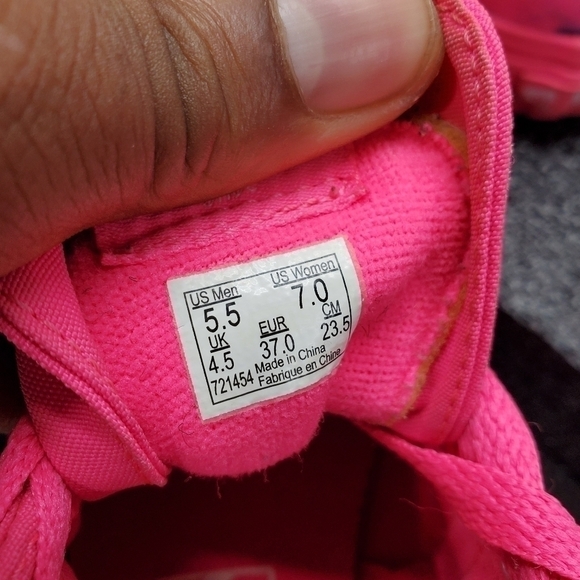 US Men US Women
5.5 7.0
UK EUR CM
4.5 37.0 23.5
Made in China
721454 Fabrique en Chine